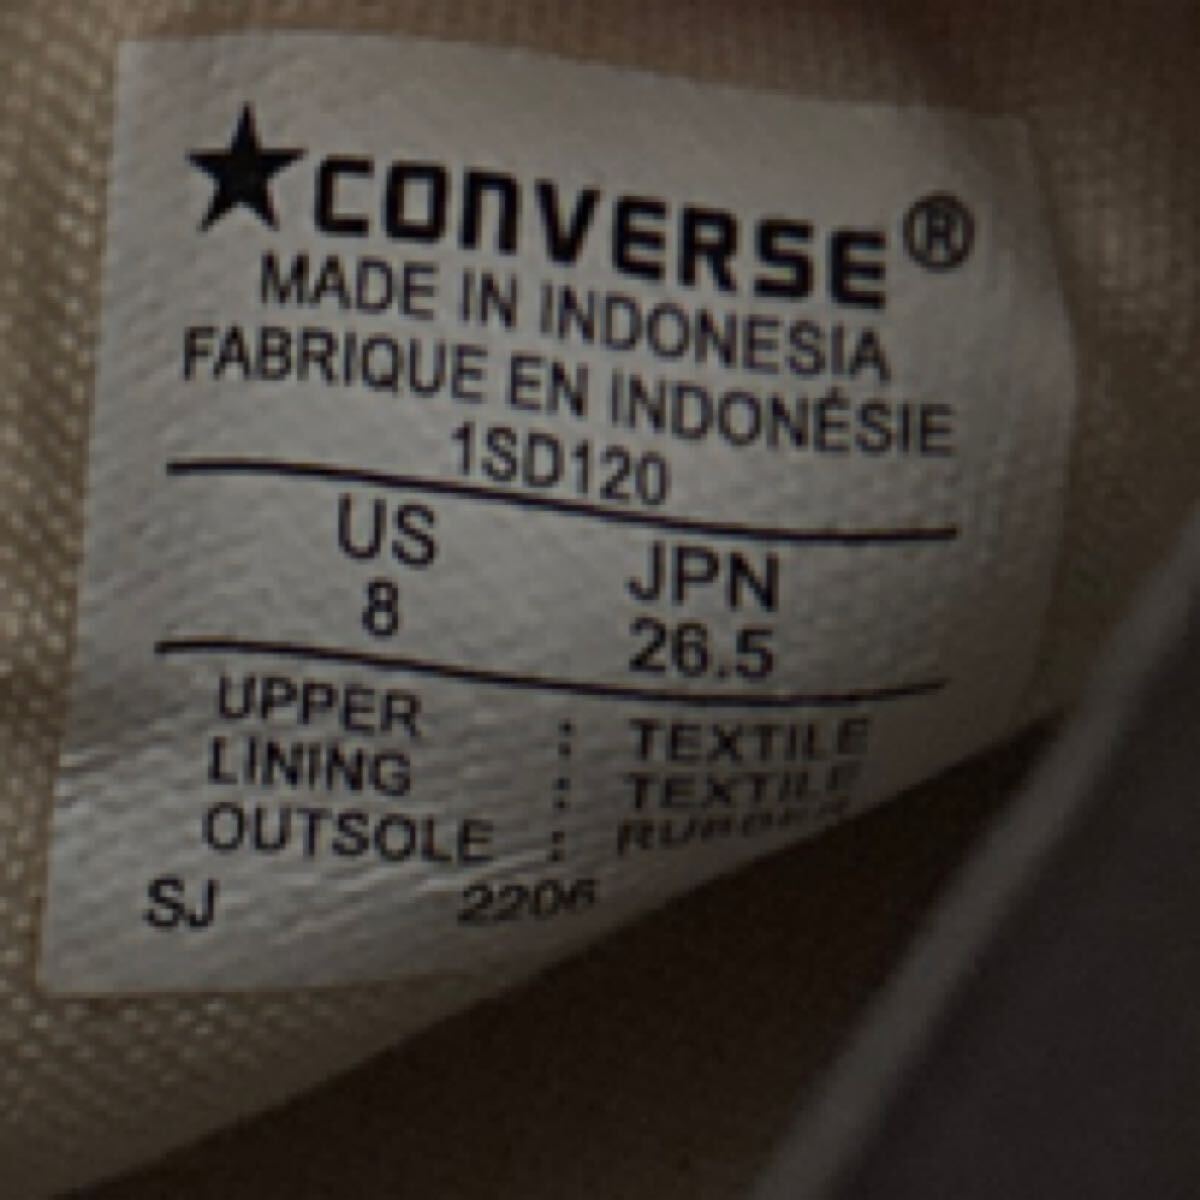 ★CONVERSE®
MADE IN INDONESIA
FABRIQUE EN INDONÉSIE
1SD120
US JPN
8 26.5
UPPER : TEXTILE
LINING : TEXTILE
OUTSOLE : RUBBER
SJ 2206